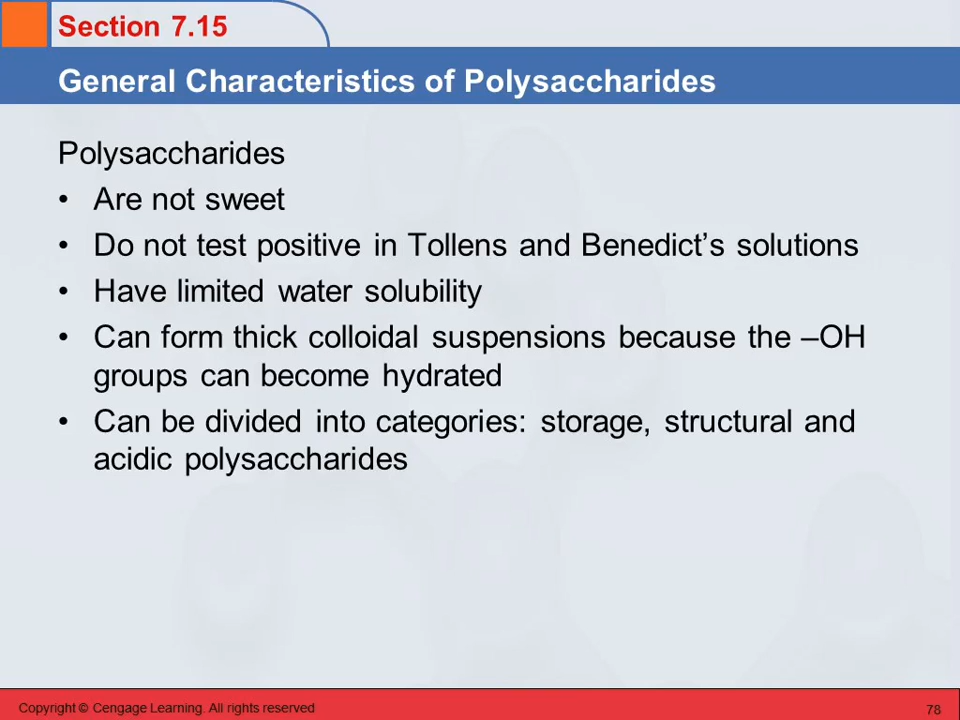 Section 7.15
General Characteristics of Polysaccharides
Polysaccharides
• Are not sweet
• Do not test positive in Tollens and Benedict’s solutions
• Have limited water solubility
• Can form thick colloidal suspensions because the –OH
groups can become hydrated
• Can be divided into categories: storage, structural and
acidic polysaccharides
Copyright © Cengage Learning. All rights reserved
78